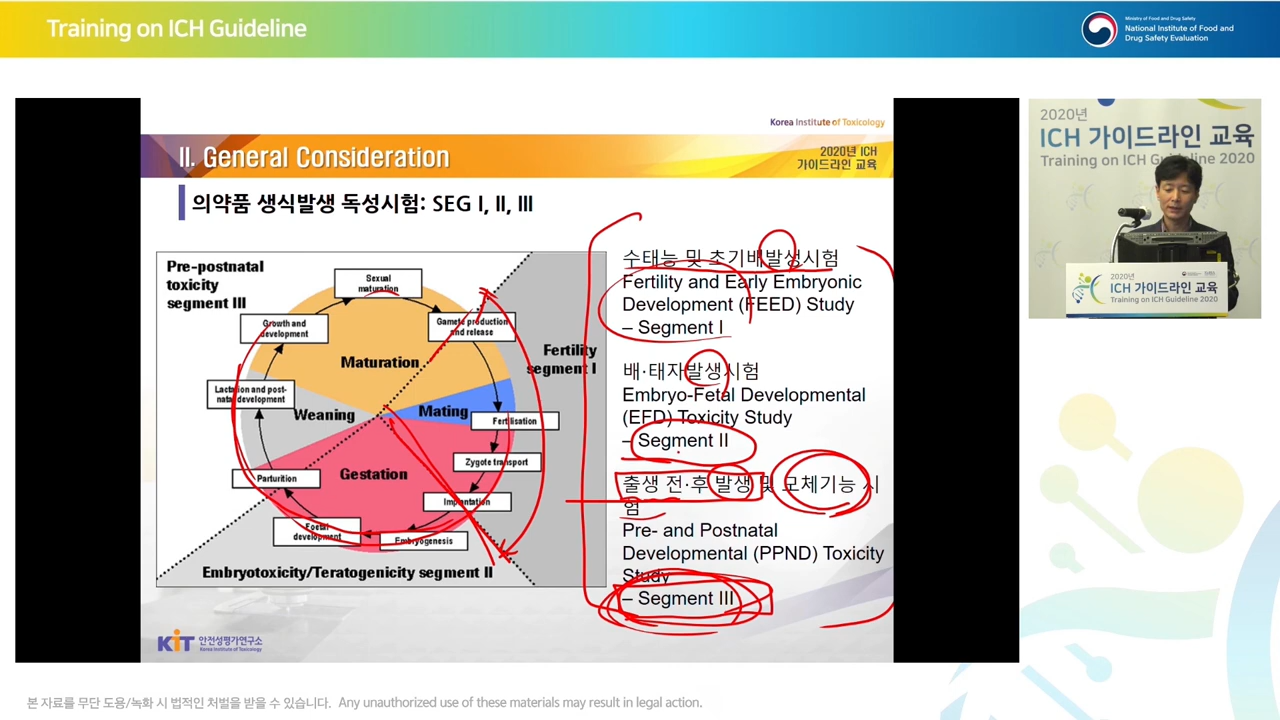 Training on ICH Guideline
Ministry of Food and Drug Safety
National Institute of Food and
Drug Safety Evaluation
Korea Institute of Toxicology
II. General Consideration
2020년 ICH
가이드라인 교육
의약품 생식발생 독성시험: SEG I, II, III
Pre-postnatal
toxicity
segment III
Sexual
maturation
Growth and
development
Gamete production
and release
Maturation
Fertility
segment I
Lactation and post-
natal development
Weaning
Mating
Fertilisation
Zygote transport
Gestation
Parturition
Implantation
Foetal
development
Embryogenesis
Embryotoxicity/Teratogenicity segment II
수태능 및 초기배발생시험
Fertility and Early Embryonic
Development (FEED) Study
– Segment I
배·태자발생시험
Embryo-Fetal Developmental
(EFD) Toxicity Study
– Segment II
출생 전·후 발생 및 모체기능 시
험
Pre- and Postnatal
Developmental (PPND) Toxicity
Study
– Segment III
KIT 안전성평가연구소
Korea Institute of Toxicology
2020년
ICH 가이드라인 교육
Training on ICH Guideline 2020
2020년
ICH 가이드라인 교육
Training on ICH Guideline 2020
본 자료를 무단 도용/녹화 시 법적인 처벌을 받을 수 있습니다. Any unauthorized use of these materials may result in legal action.